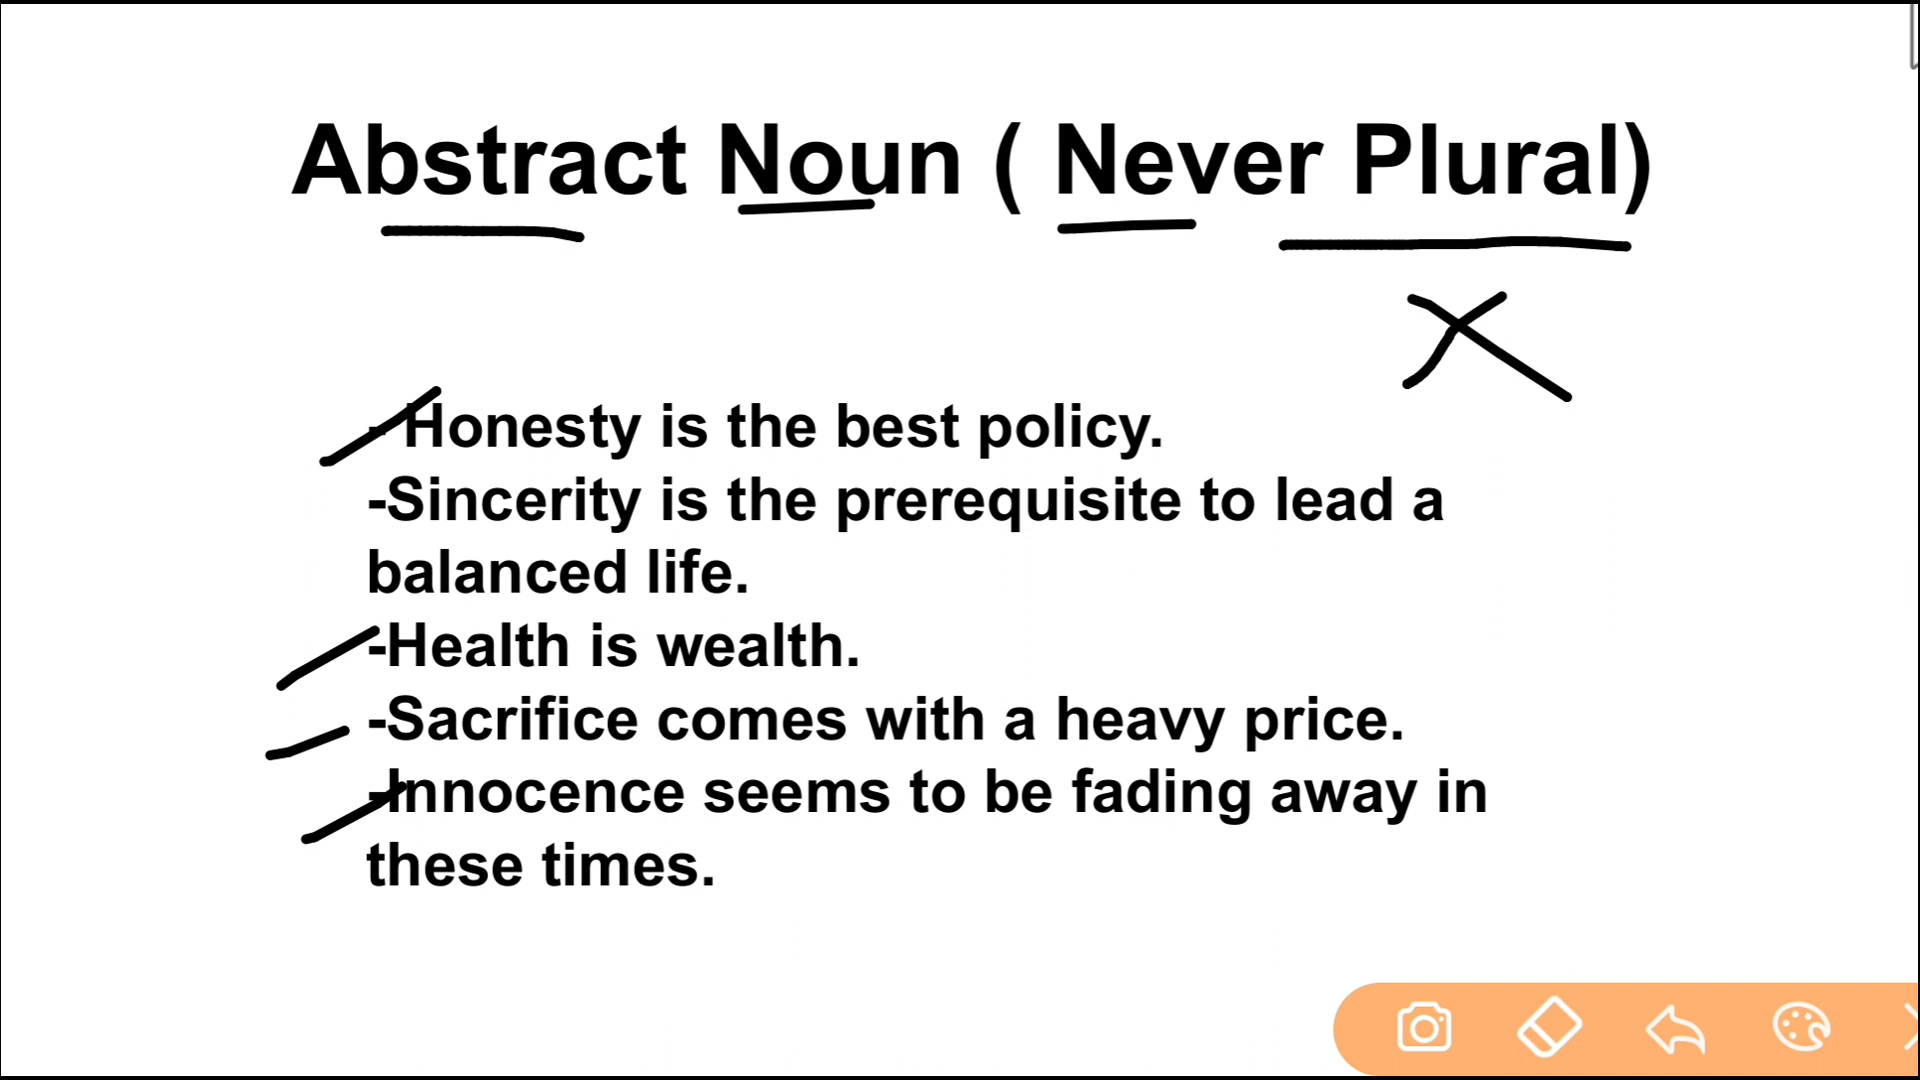 Abstract Noun ( Never Plural)
- Honesty is the best policy.
-Sincerity is the prerequisite to lead a
balanced life.
-Health is wealth.
-Sacrifice comes with a heavy price.
-Innocence seems to be fading away in
these times.